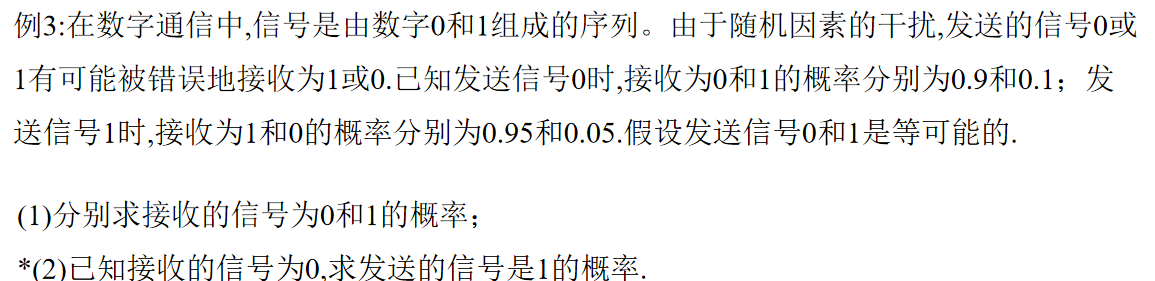 例3:在数字通信中,信号是由数字0和1组成的序列。由于随机因素的干扰,发送的信号0或
1有可能被错误地接收为1或0.已知发送信号0时,接收为0和1的概率分别为0.9和0.1；发
送信号1时,接收为1和0的概率分别为0.95和0.05.假设发送信号0和1是等可能的.
(1)分别求接收的信号为0和1的概率；
*(2)已知接收的信号为0,求发送的信号是1的概率.